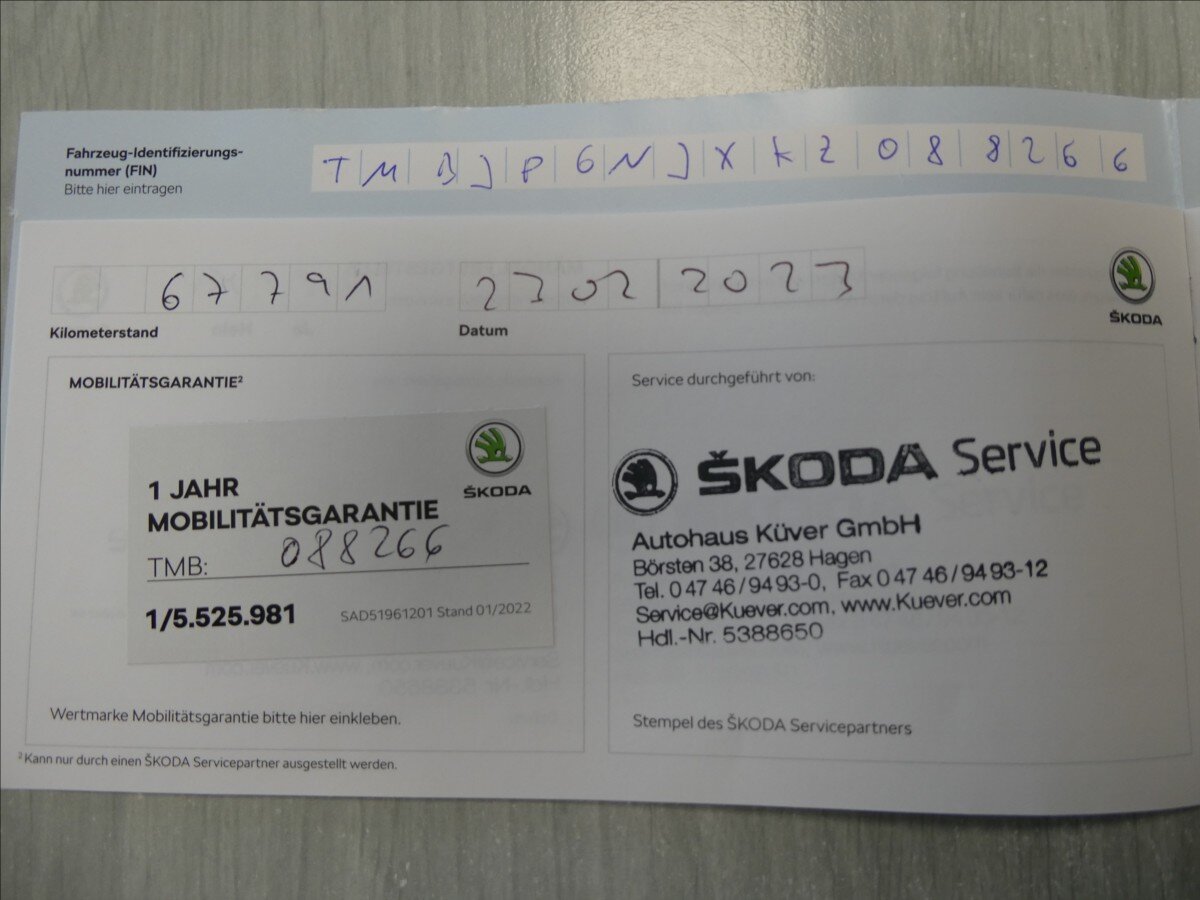 Fahrzeug-Identifizierungs-
nummer (FIN)
Bitte hier eintragen
T M B J P 6 N J X K Z 0 8 8 2 6 6
6 7 7 9 1
2 3 0 2 2 0 2 3
Kilometerstand
Datum
ŠKODA
MOBILITÄTSGARANTIE²
1 JAHR
MOBILITÄTSGARANTIE
ŠKODA
TMB: 088266
1/5.525.981
SAD51961201 Stand 01/2022
Wertmarke Mobilitätsgarantie bitte hier einkleben.
Service durchgeführt von:
ŠKODA Service
Autohaus Küver GmbH
Börsten 38, 27628 Hagen
Tel. 0 47 46 / 94 93-0, Fax 0 47 46 / 94 93-12
Service@Kuever.com, www.Kuever.com
Hdl.-Nr. 5388650
Stempel des ŠKODA Servicepartners
² Kann nur durch einen ŠKODA Servicepartner ausgestellt werden.